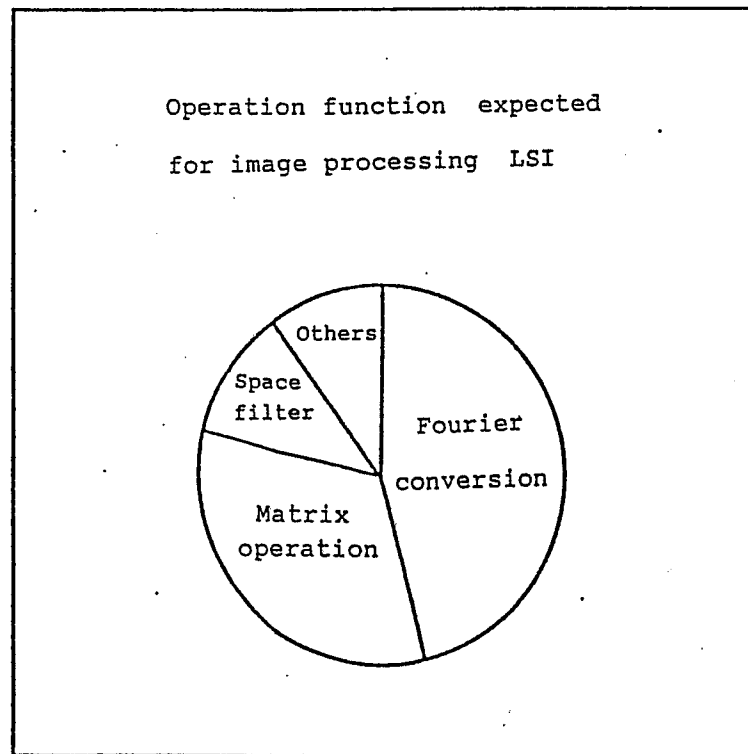 Operation function expected
for image processing LSI
Others
Space
filter
Fourier
conversion
Matrix
operation